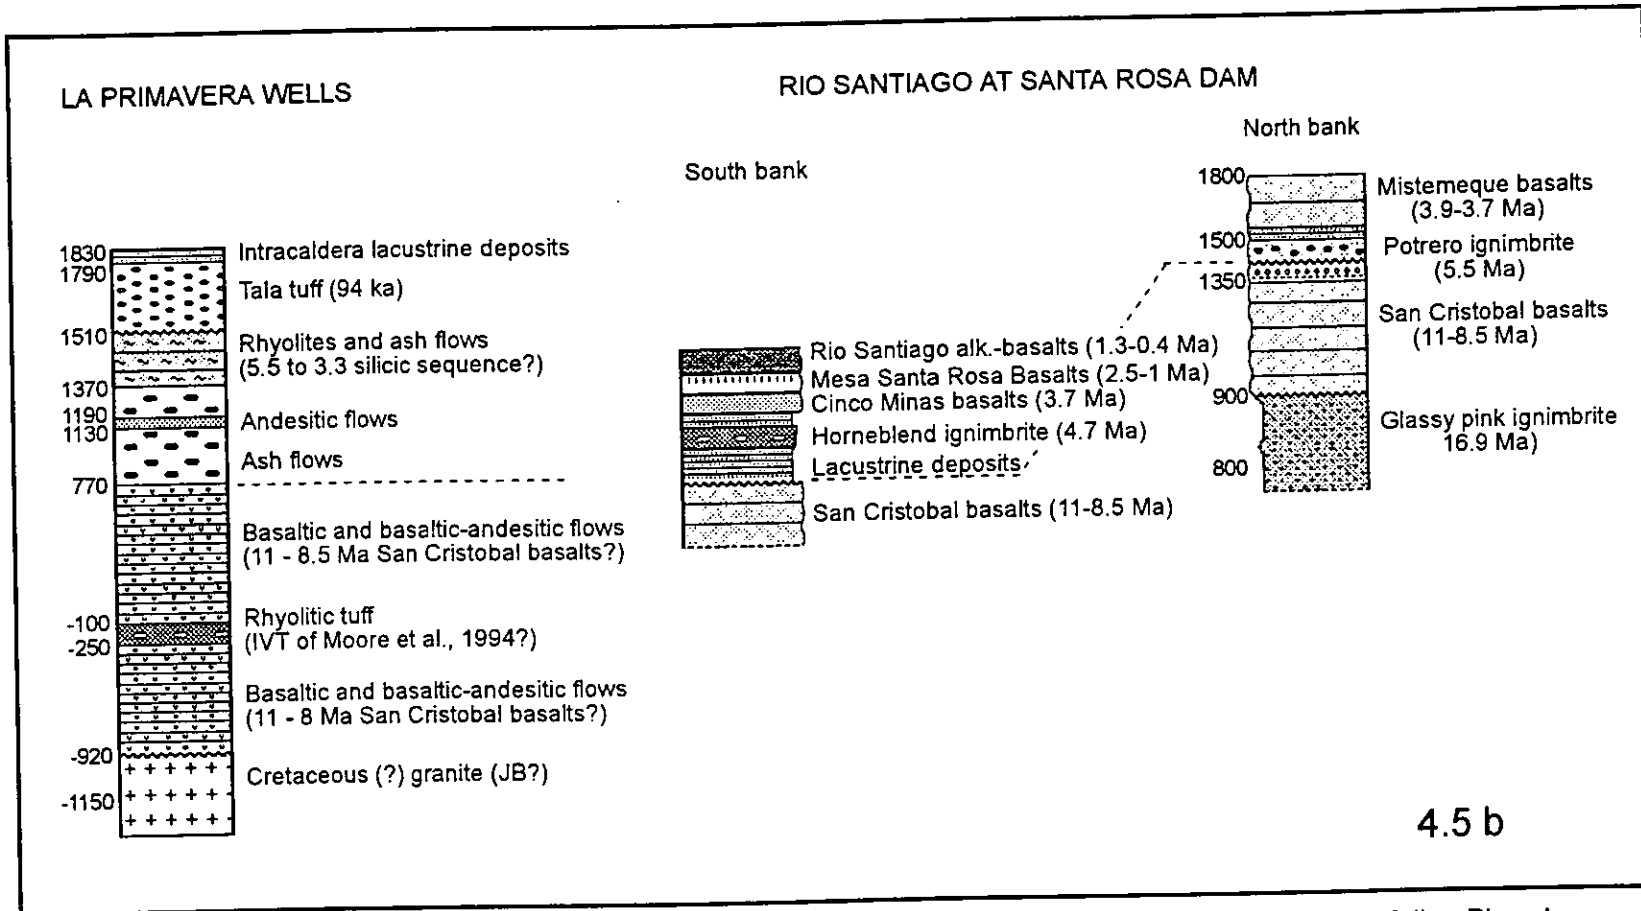 LA PRIMAVERA WELLS
1830
1790
1510
1370
1190
1130
770
-100
-250
-920
-1150
Intracaldera lacustrine deposits
Tala tuff (94 ka)
Rhyolites and ash flows
(5.5 to 3.3 silicic sequence?)
Andesitic flows
Ash flows
Basaltic and basaltic-andesitic flows
(11 - 8.5 Ma San Cristobal basalts?)
Rhyolitic tuff
(IVT of Moore et al., 1994?)
Basaltic and basaltic-andesitic flows
(11 - 8 Ma San Cristobal basalts?)
Cretaceous (?) granite (JB?)
RIO SANTIAGO AT SANTA ROSA DAM
South bank
Rio Santiago alk.-basalts (1.3-0.4 Ma)
Mesa Santa Rosa Basalts (2.5-1 Ma)
Cinco Minas basalts (3.7 Ma)
Horneblend ignimbrite (4.7 Ma)
Lacustrine deposits
San Cristobal basalts (11-8.5 Ma)
North bank
1800
1500
1350
900
800
Mistemeque basalts
(3.9-3.7 Ma)
Potrero ignimbrite
(5.5 Ma)
San Cristobal basalts
(11-8.5 Ma)
Glassy pink ignimbrite
16.9 Ma)
4.5 b